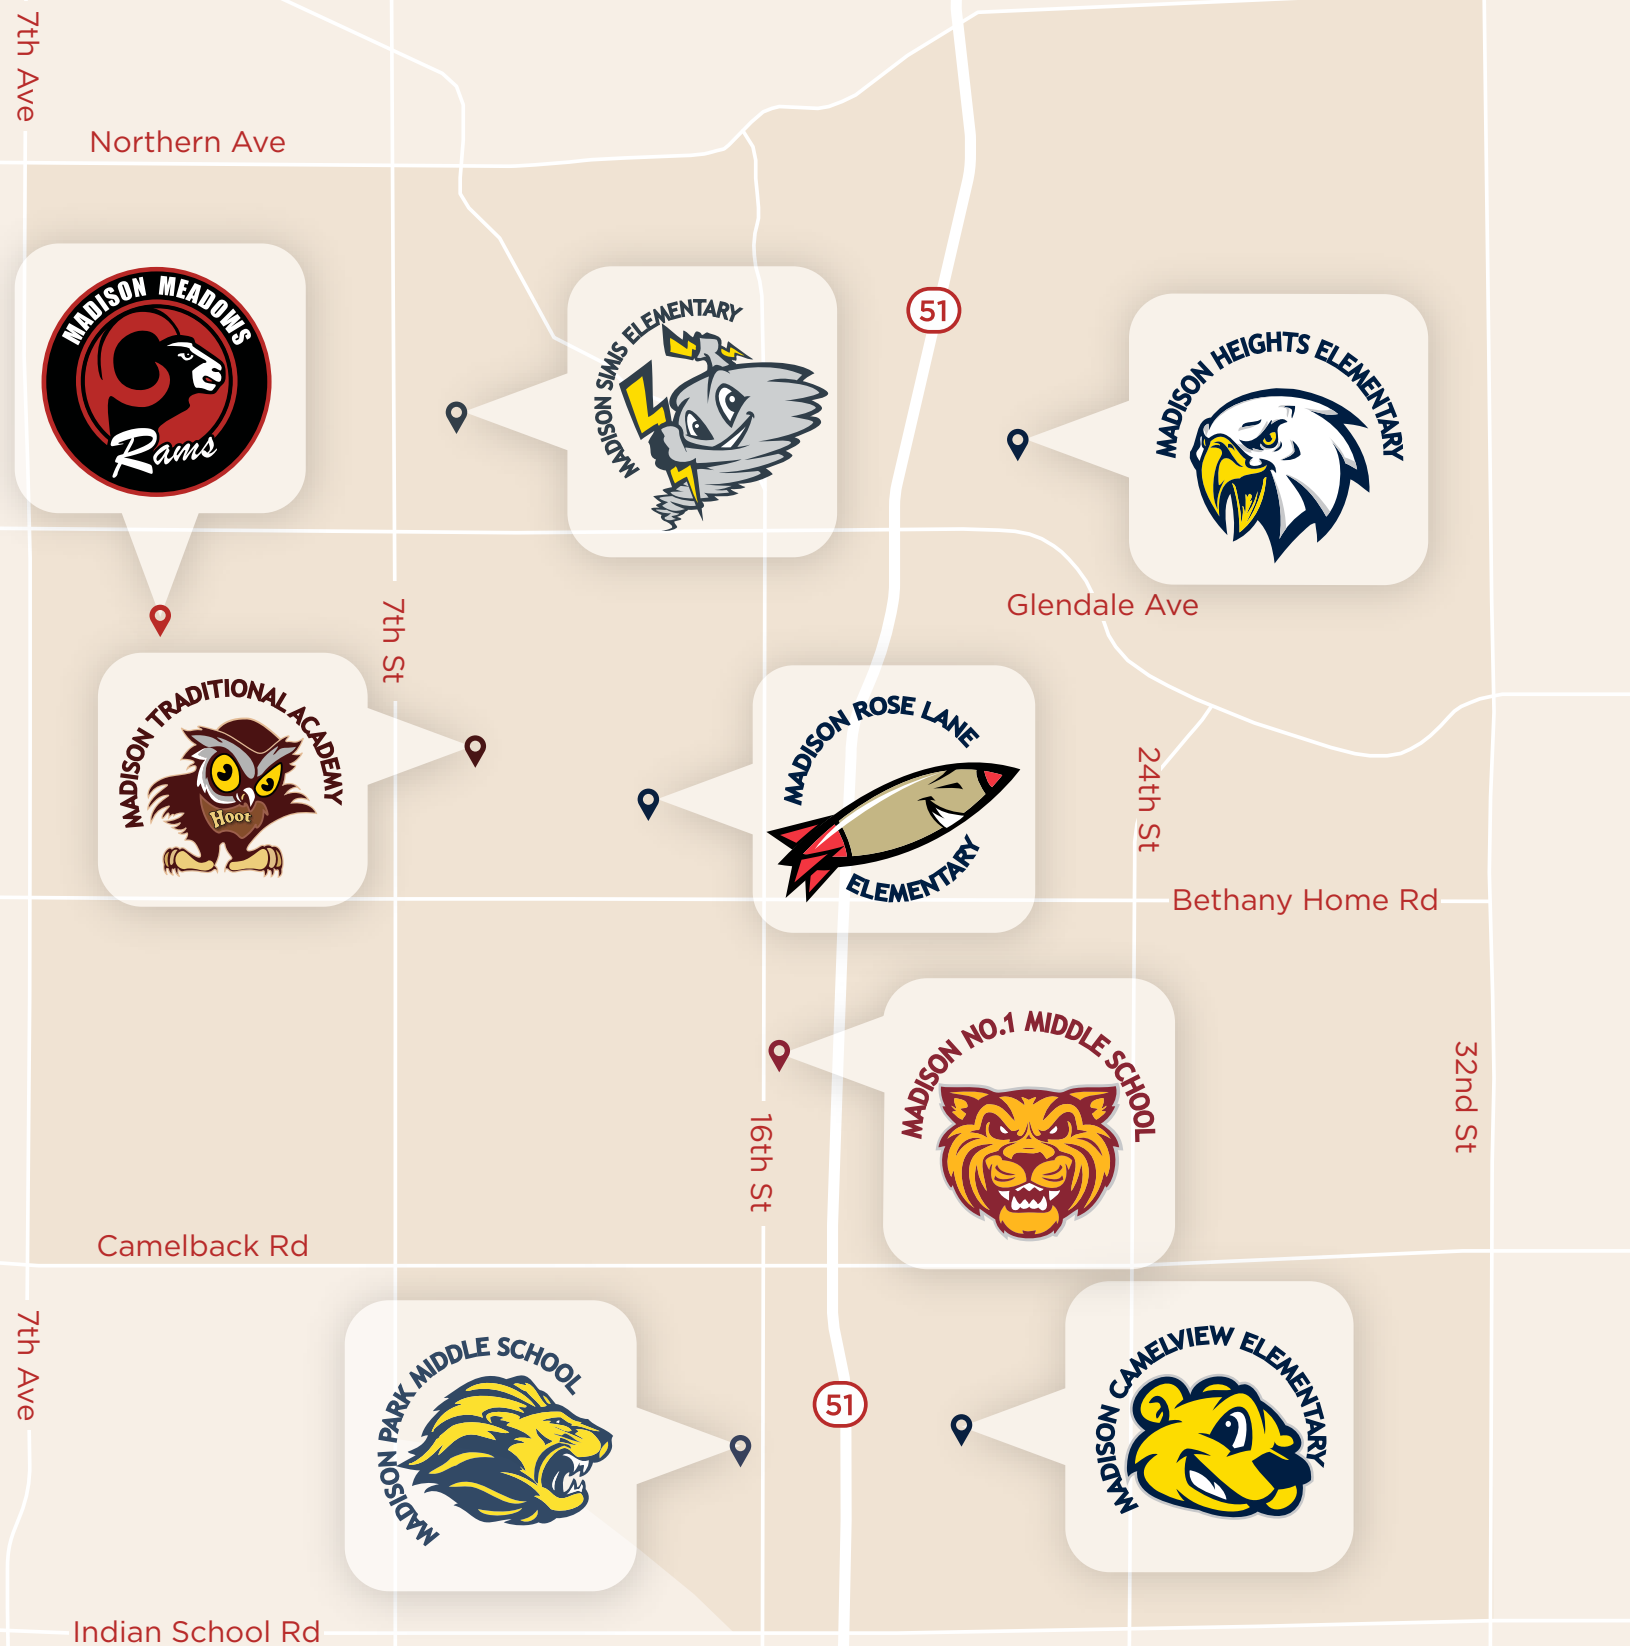 7th Ave
Northern Ave
MADISON MEADOWS
Rams
MADISON SIMIS ELEMENTARY
51
MADISON HEIGHTS ELEMENTARY
7th St
Glendale Ave
MADISON TRADITIONAL ACADEMY
Hoot
MADISON ROSE LANE
ELEMENTARY
24th St
Bethany Home Rd
MADISON NO.1 MIDDLE SCHOOL
32nd St
16th St
Camelback Rd
7th Ave
MADISON PARK MIDDLE SCHOOL
51
MADISON CAMELVIEW ELEMENTARY
Indian School Rd